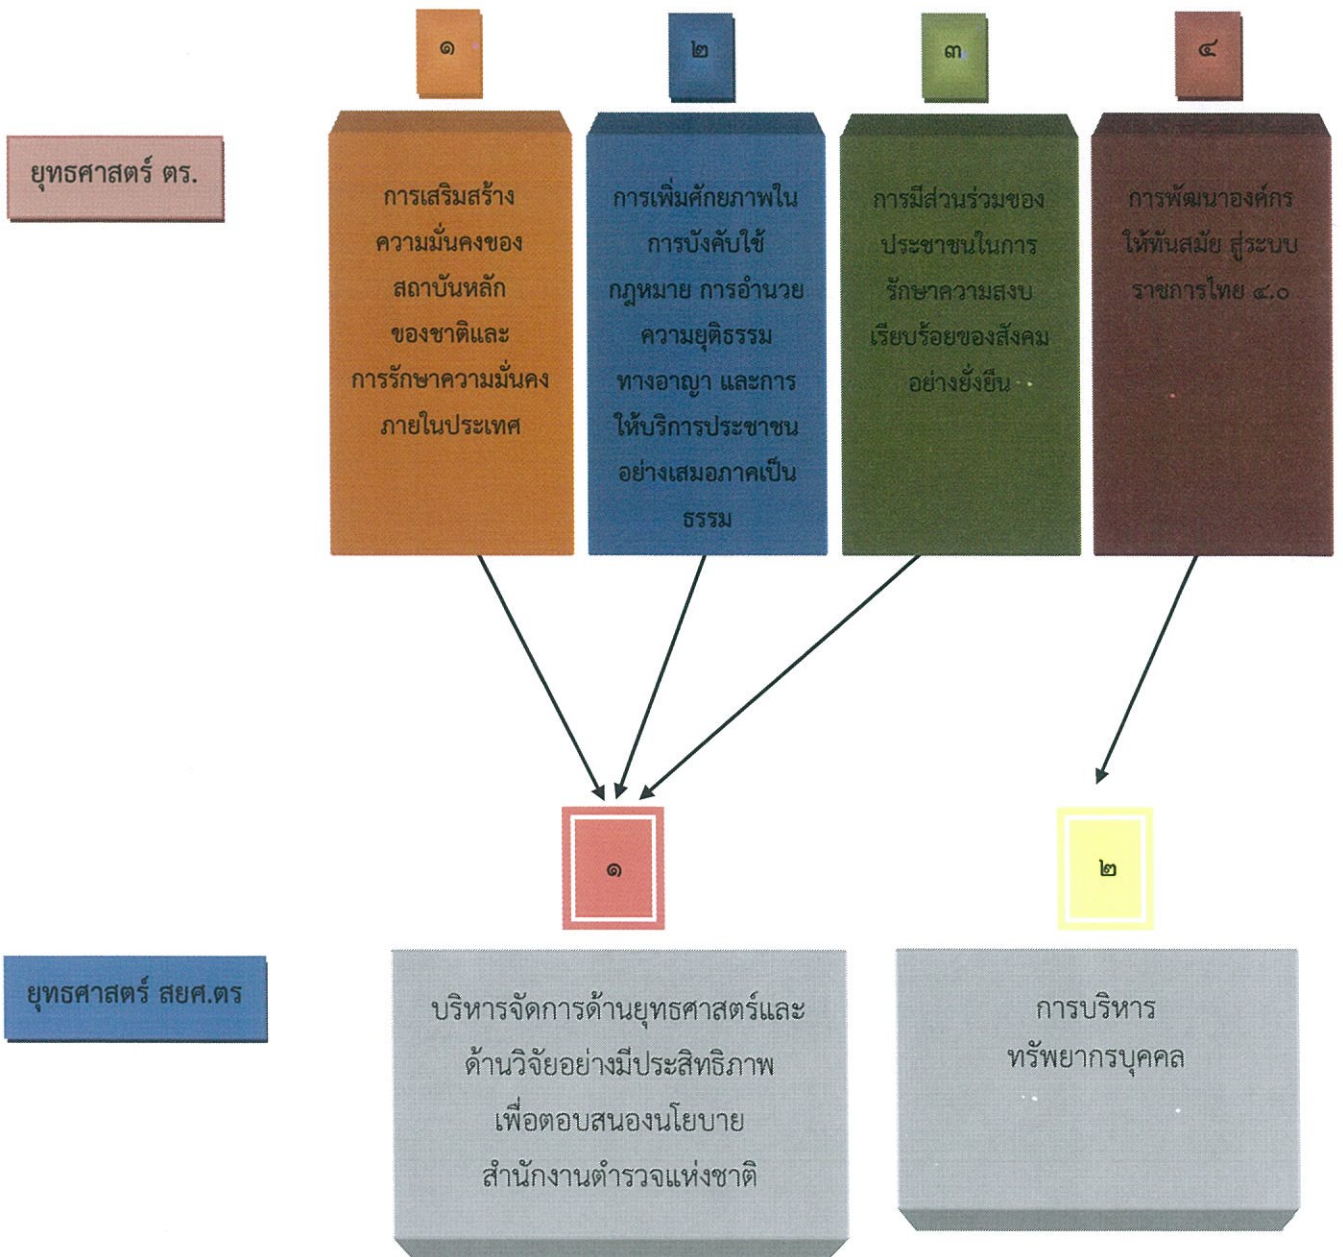 ๑
๒
๓
๔
ยุทธศาสตร์ ตร.
การเสริมสร้าง
ความมั่นคงของ
สถาบันหลัก
ของชาติและ
การรักษาความมั่นคง
ภายในประเทศ
การเพิ่มศักยภาพใน
การบังคับใช้
กฎหมาย การอำนวย
ความยุติธรรม
ทางอาญา และการ
ให้บริการประชาชน
อย่างเสมอภาคเป็น
ธรรม
การมีส่วนร่วมของ
ประชาชนในการ
รักษาความสงบ
เรียบร้อยของสังคม
อย่างยั่งยืน
การพัฒนาองค์กร
ให้ทันสมัย สู่ระบบ
ราชการไทย ๔.๐
๑
๒
ยุทธศาสตร์ สยศ.ตร
บริหารจัดการด้านยุทธศาสตร์และ
ด้านวิจัยอย่างมีประสิทธิภาพ
เพื่อตอบสนองนโยบาย
สำนักงานตำรวจแห่งชาติ
การบริหาร
ทรัพยากรบุคคล